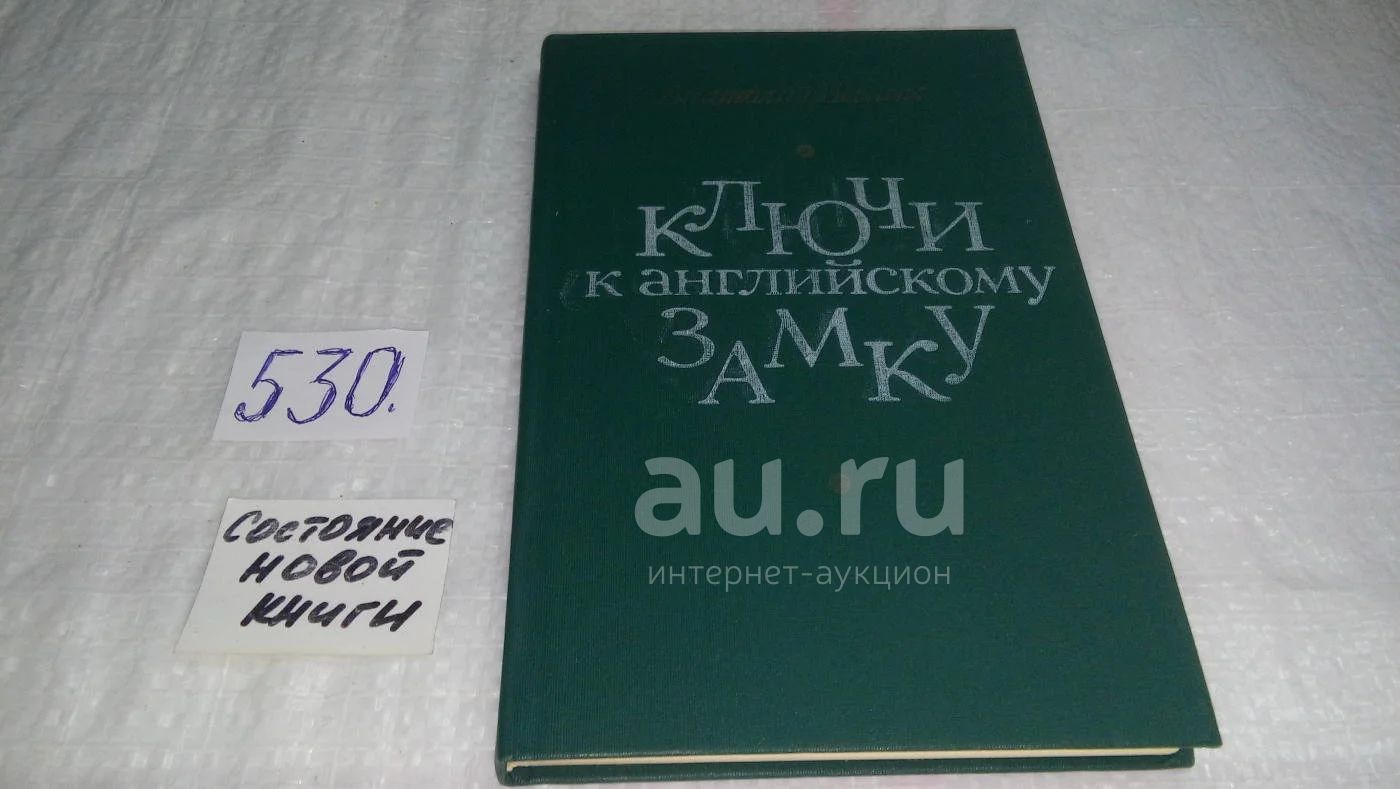 КЛЮЧИ
к английскому
ЗАМКУ
530.
Состояние
новой
книги
au.ru
интернет-аукцион